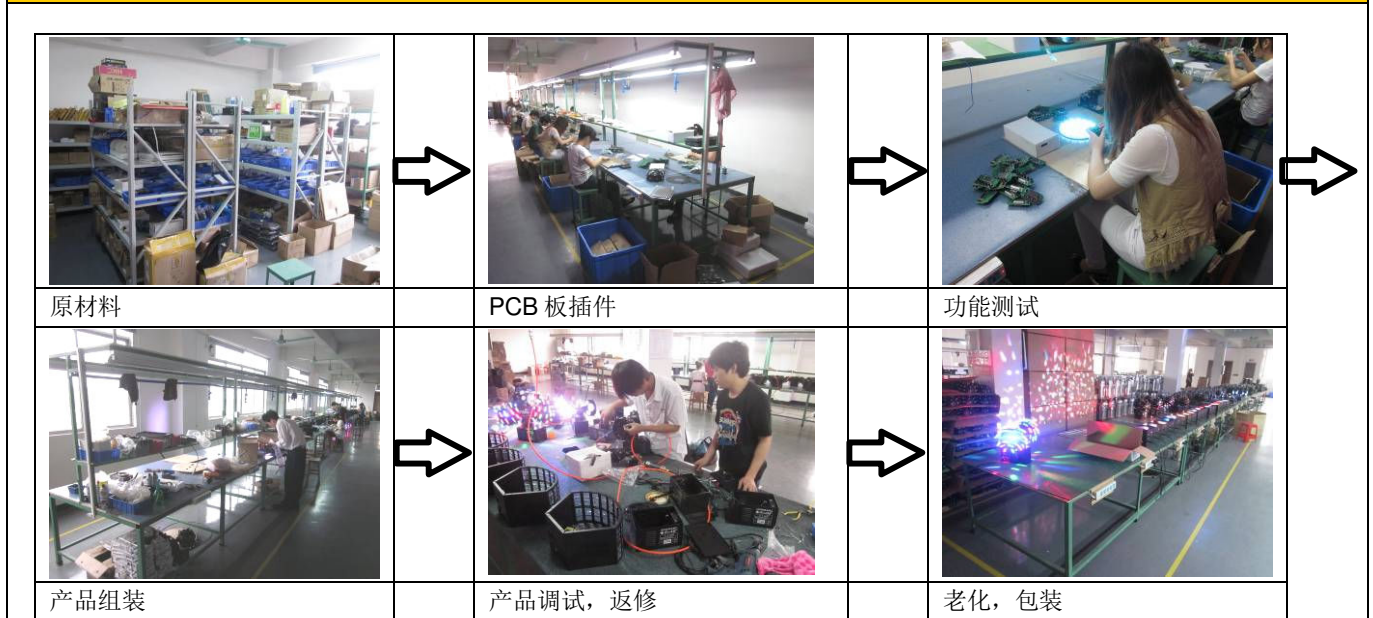 原材料
PCB 板插件
功能测试
产品组装
产品调试，返修
老化，包装